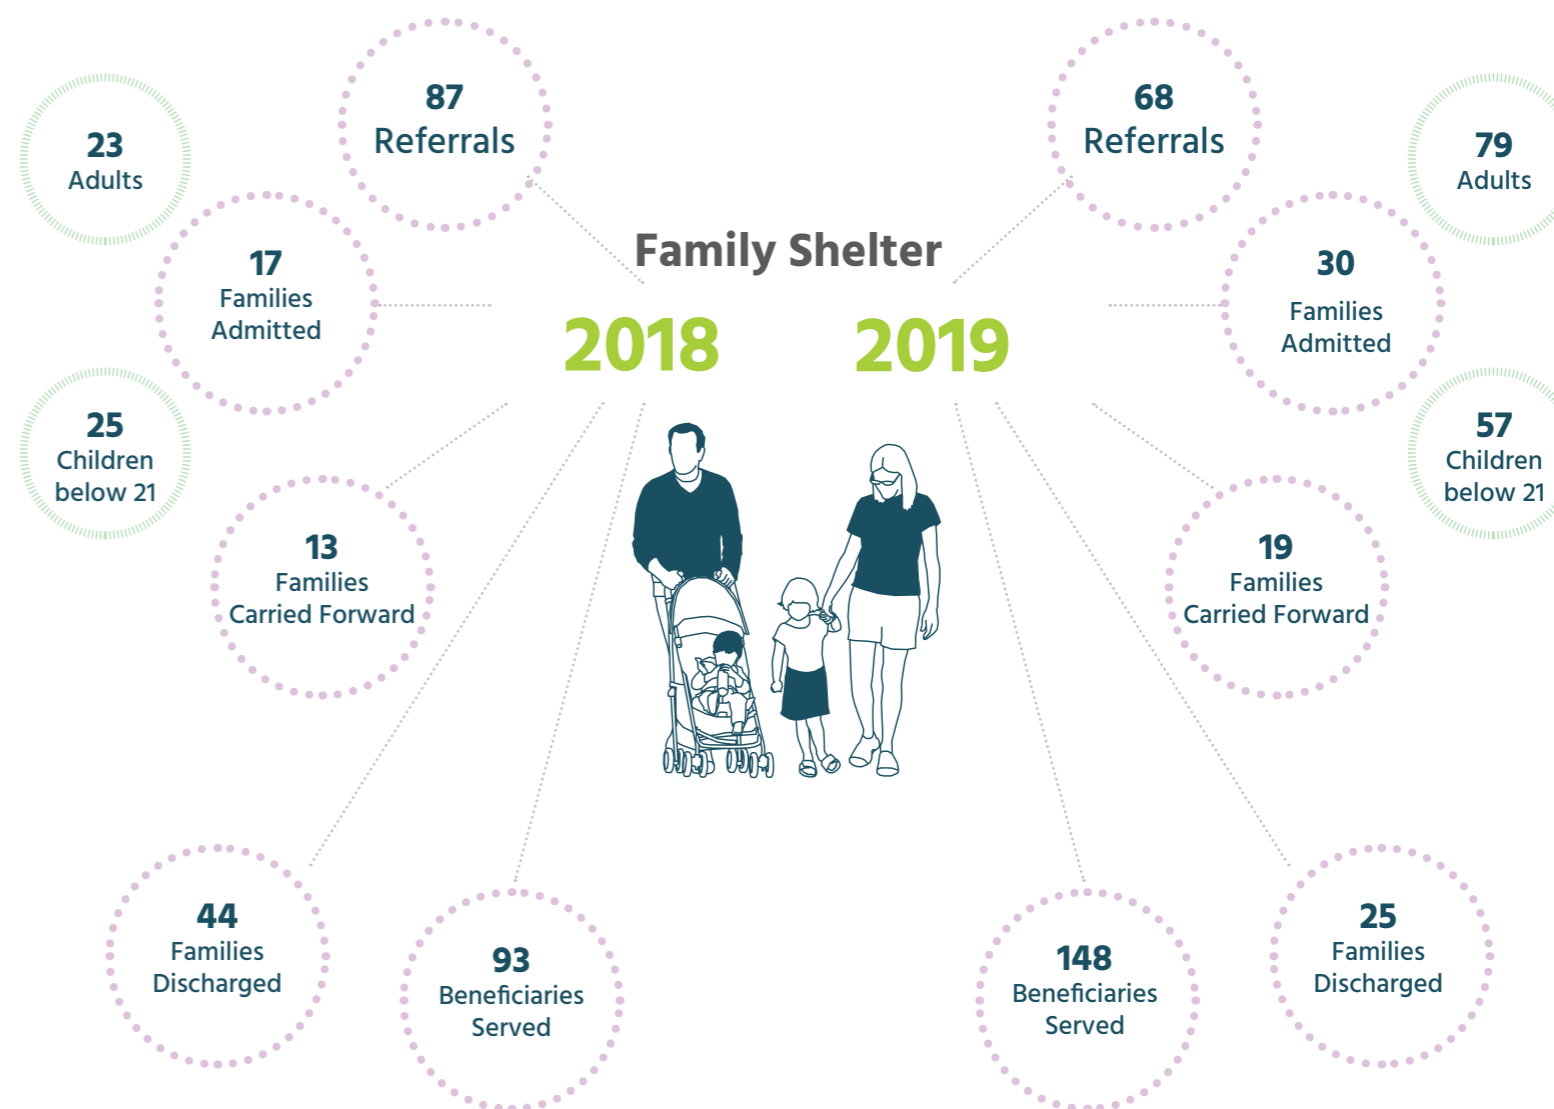 Family Shelter
2018
87
Referrals
23
Adults
17
Families
Admitted
25
Children
below 21
13
Families
Carried Forward
44
Families
Discharged
93
Beneficiaries
Served
2019
68
Referrals
79
Adults
30
Families
Admitted
57
Children
below 21
19
Families
Carried Forward
148
Beneficiaries
Served
25
Families
Discharged